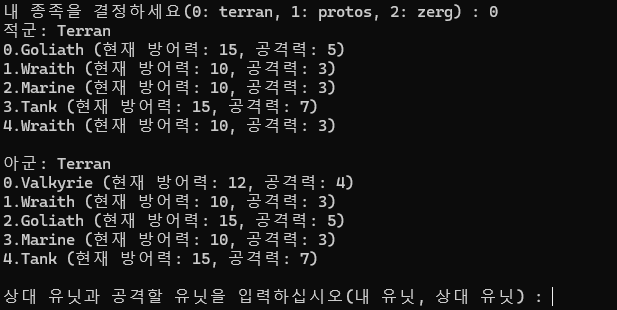 내 종족을 결정하세요(0: terran, 1: protos, 2: zerg) : 0
적군: Terran
0.Goliath (현재 방어력: 15, 공격력: 5)
1.Wraith (현재 방어력: 10, 공격력: 3)
2.Marine (현재 방어력: 10, 공격력: 3)
3.Tank (현재 방어력: 15, 공격력: 7)
4.Wraith (현재 방어력: 10, 공격력: 3)
아군: Terran
0.Valkyrie (현재 방어력: 12, 공격력: 4)
1.Wraith (현재 방어력: 10, 공격력: 3)
2.Goliath (현재 방어력: 15, 공격력: 5)
3.Marine (현재 방어력: 10, 공격력: 3)
4.Tank (현재 방어력: 15, 공격력: 7)
상대 유닛과 공격할 유닛을 입력하십시오(내 유닛, 상대 유닛) :